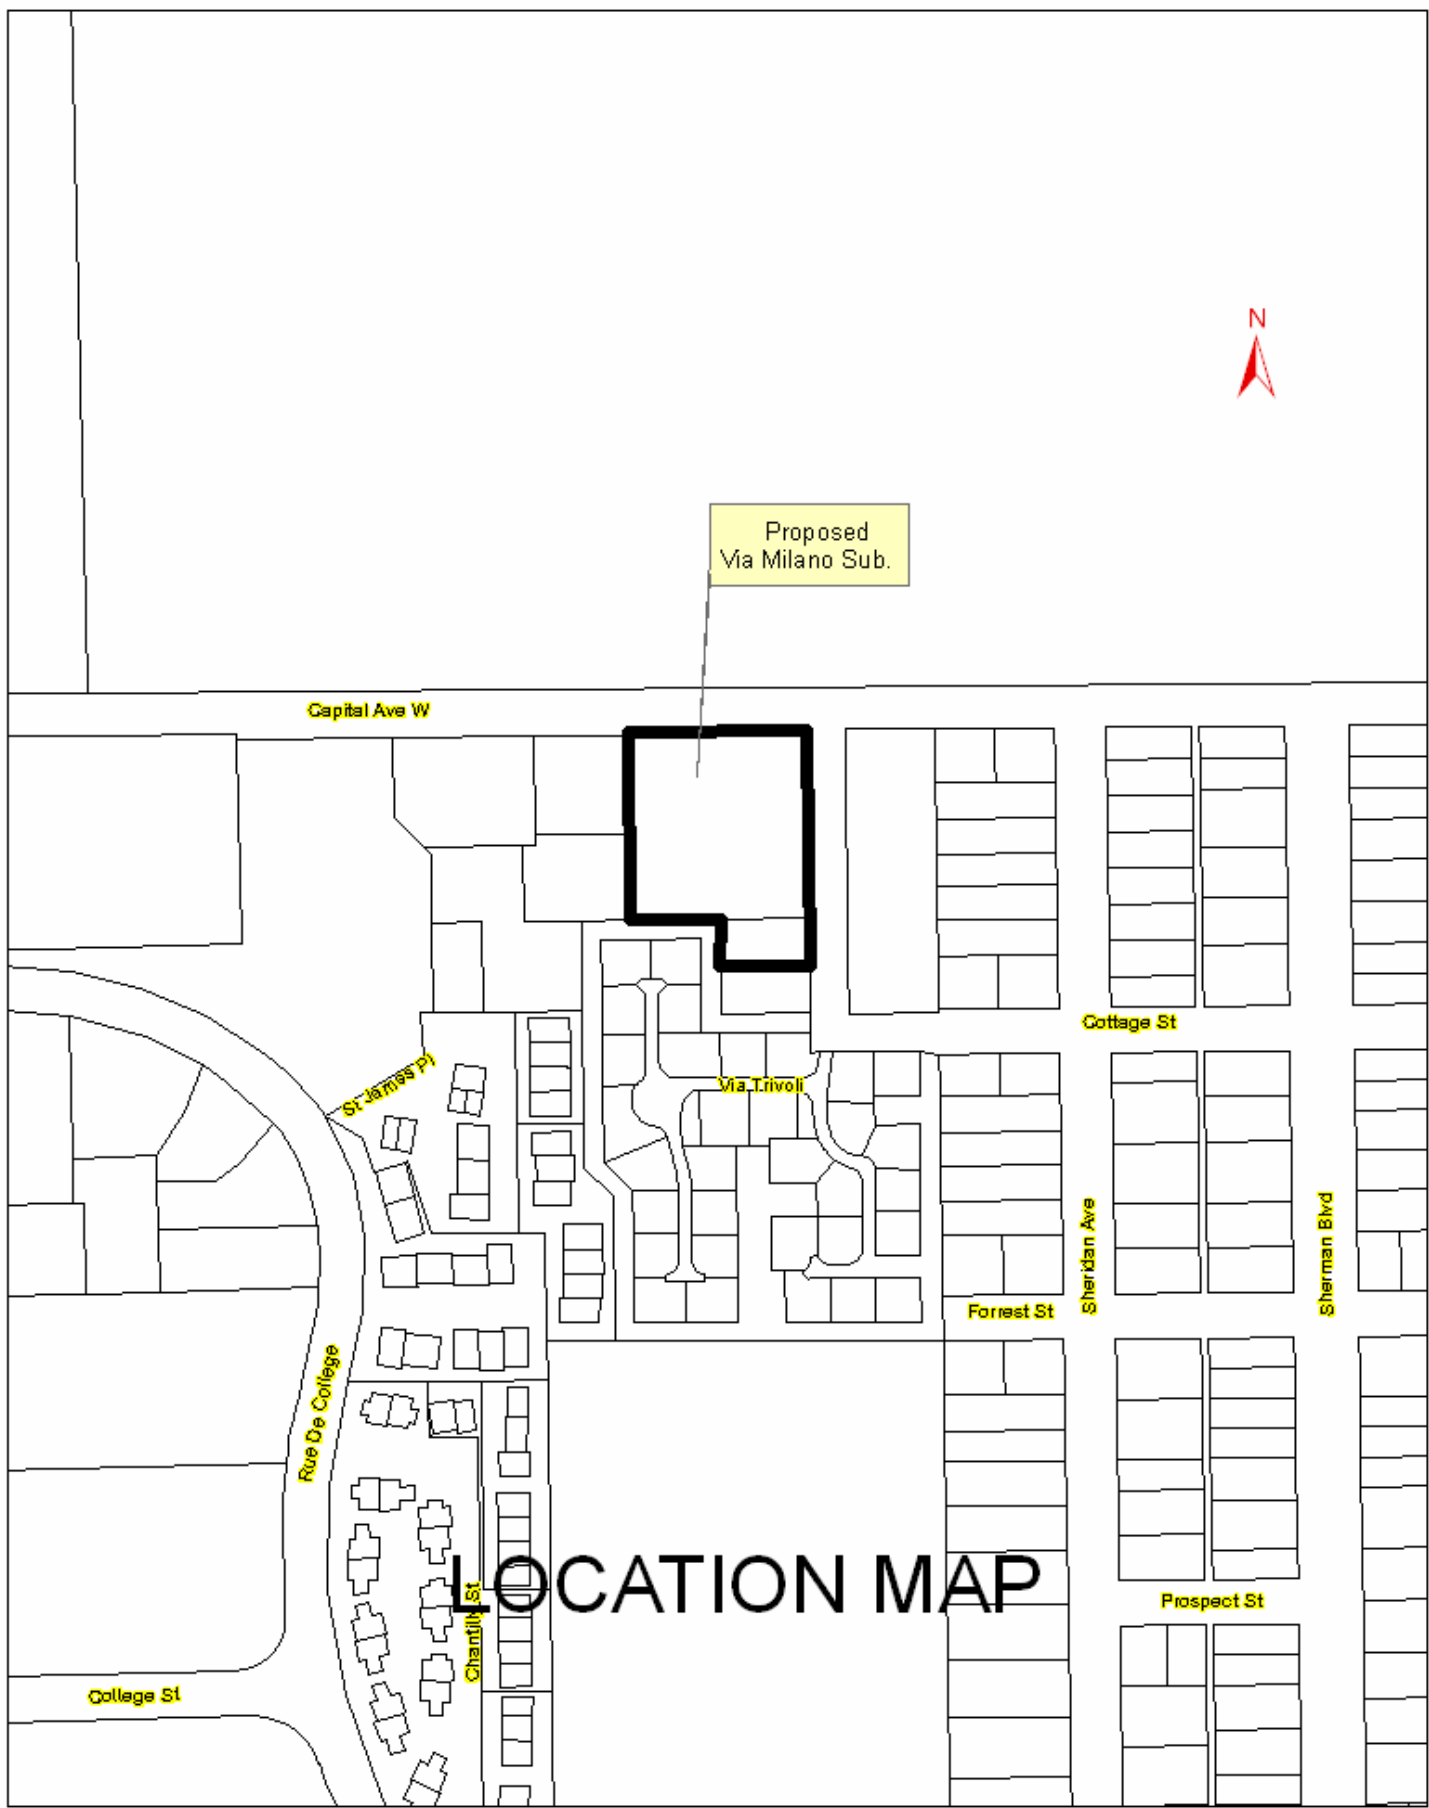 N
Proposed
Via Milano Sub.
Capital Ave W
Cottage St
St James Pl
Via Trivoli
Sheridan Ave
Sherman Blvd
Forrest St
Rue De College
LOCATION MAP
Chantilly St
Prospect St
College St